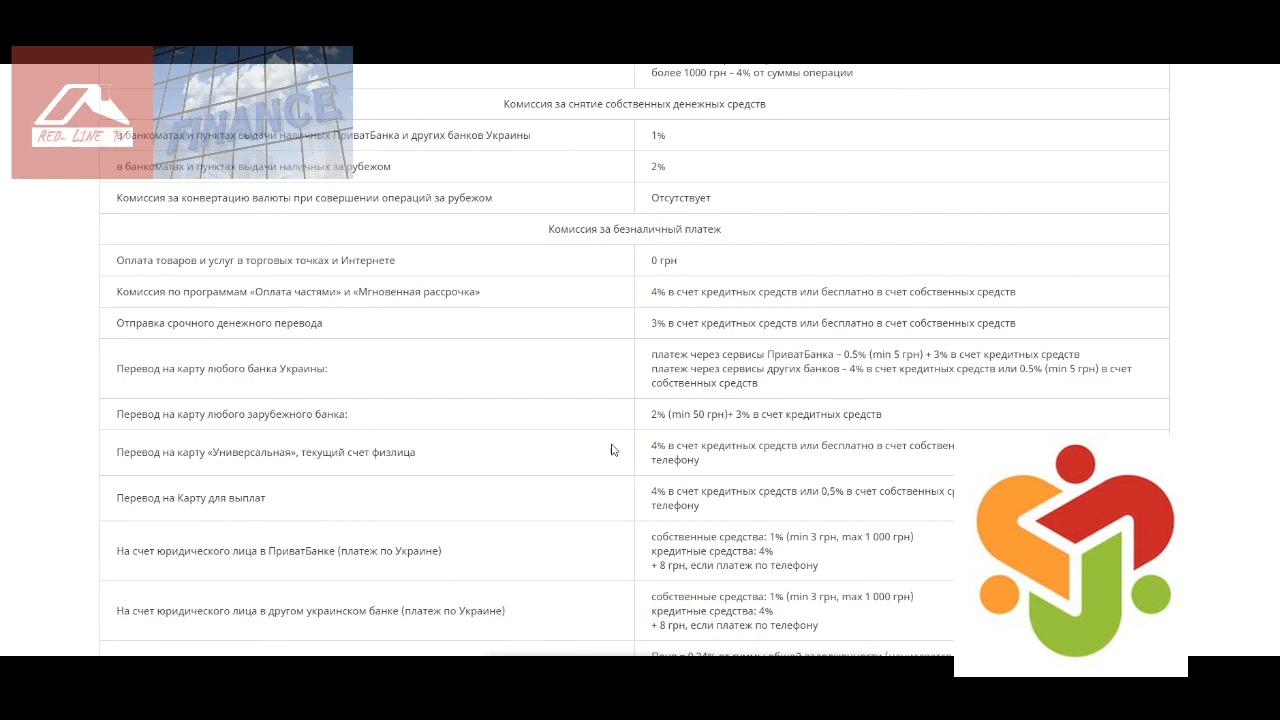 более 1000 грн – 4% от суммы операции
Комиссия за снятие собственных денежных средств
RED- LINE TV
FINANCE
в банкоматах и пунктах выдачи наличных ПриватБанка и других банков Украины
1%
в банкоматах и пунктах выдачи наличных за рубежом
2%
Комиссия за конвертацию валюты при совершении операций за рубежом
Отсутствует
Комиссия за безналичный платеж
Оплата товаров и услуг в торговых точках и Интернете
0 грн
Комиссия по программам «Оплата частями» и «Мгновенная рассрочка»
4% в счет кредитных средств или бесплатно в счет собственных средств
Отправка срочного денежного перевода
3% в счет кредитных средств или бесплатно в счет собственных средств
Перевод на карту любого банка Украины:
платеж через сервисы ПриватБанка – 0.5% (min 5 грн) + 3% в счет кредитных средств
платеж через сервисы других банков – 4% в счет кредитных средств или 0.5% (min 5 грн) в счет
собственных средств
Перевод на карту любого зарубежного банка:
2% (min 50 грн)+ 3% в счет кредитных средств
Перевод на карту «Универсальная», текущий счет физлица
4% в счет кредитных средств или бесплатно в счет собствен
телефону
Перевод на Карту для выплат
4% в счет кредитных средств или 0,5% в счет собственных
телефону
На счет юридического лица в ПриватБанке (платеж по Украине)
собственные средства: 1% (min 3 грн, max 1 000 грн)
кредитные средства: 4%
+ 8 грн, если платеж по телефону
На счет юридического лица в другом украинском банке (платеж по Украине)
собственные средства: 1% (min 3 грн, max 1 000 грн)
кредитные средства: 4%
+ 8 грн, если платеж по телефону